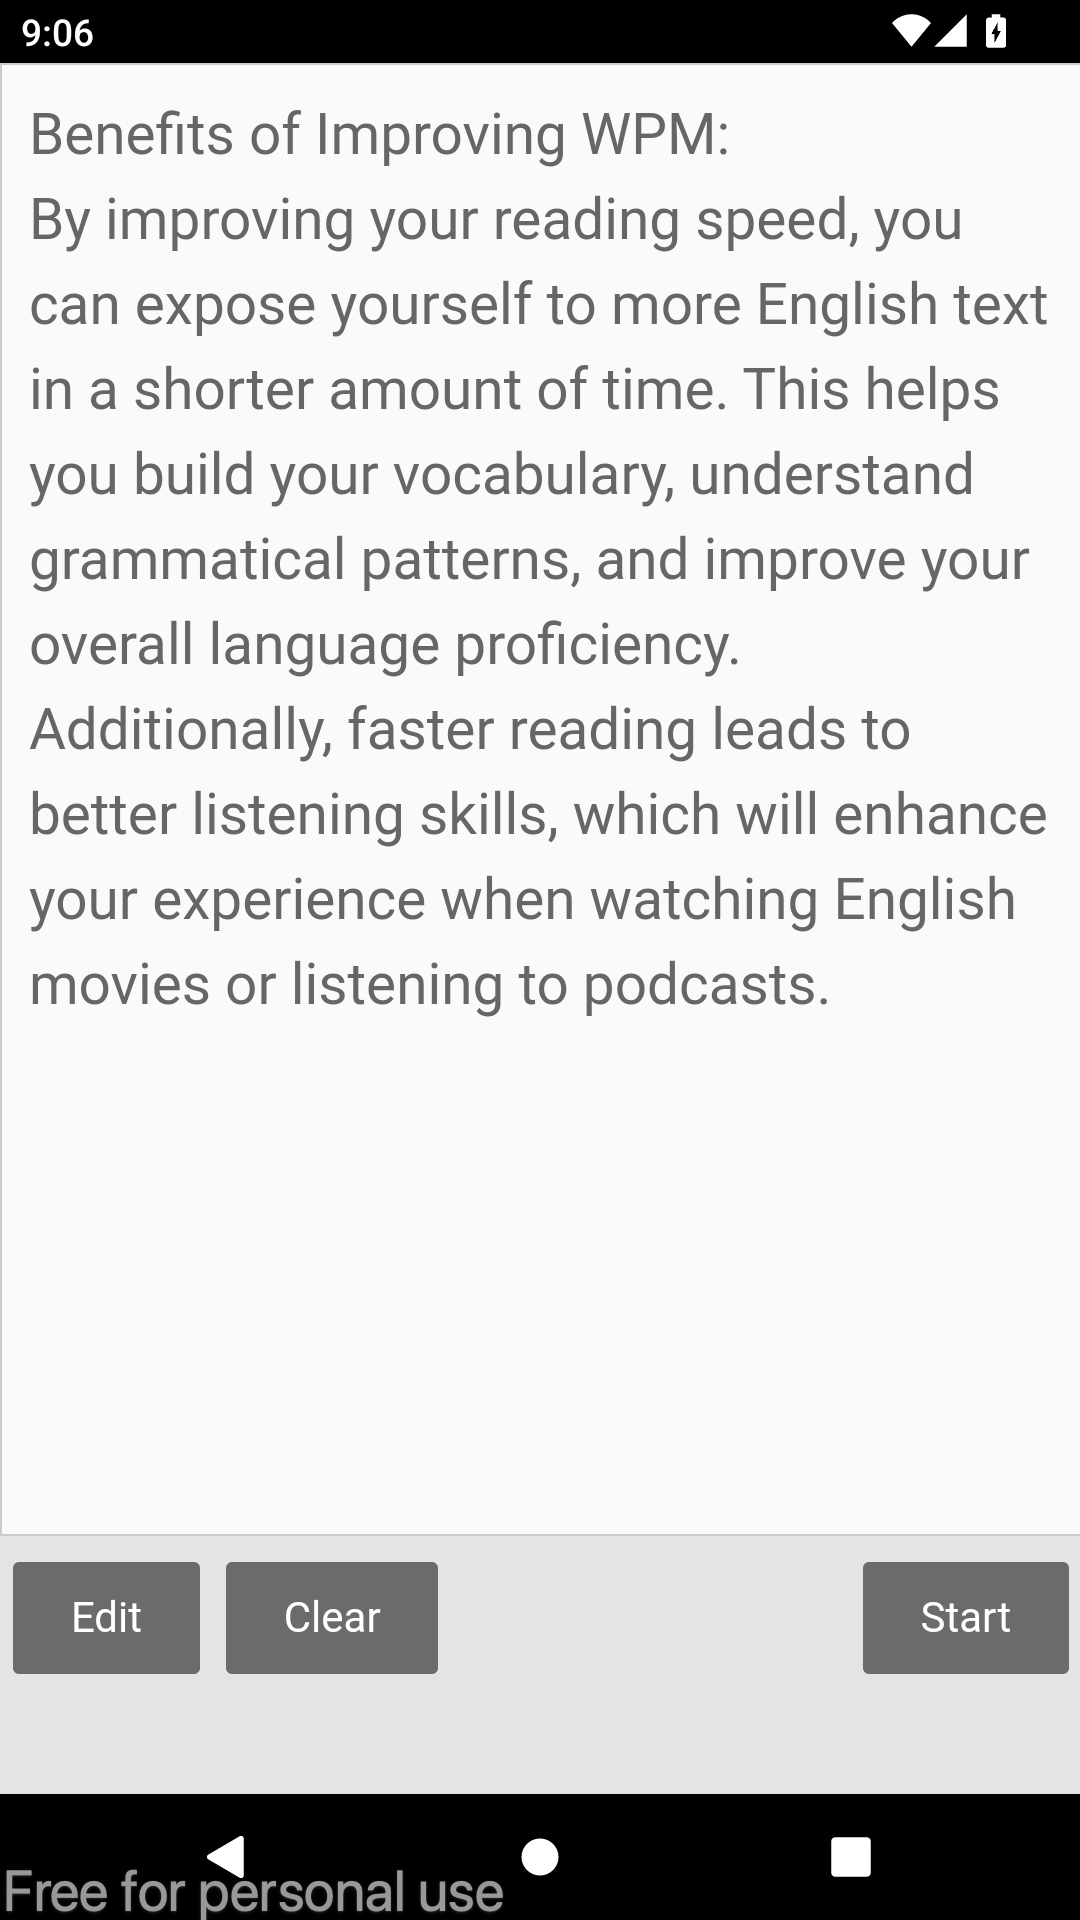 9:06
Benefits of Improving WPM:
By improving your reading speed, you
can expose yourself to more English text
in a shorter amount of time. This helps
you build your vocabulary, understand
grammatical patterns, and improve your
overall language proficiency.
Additionally, faster reading leads to
better listening skills, which will enhance
your experience when watching English
movies or listening to podcasts.
Edit Clear Start
Free for personal use